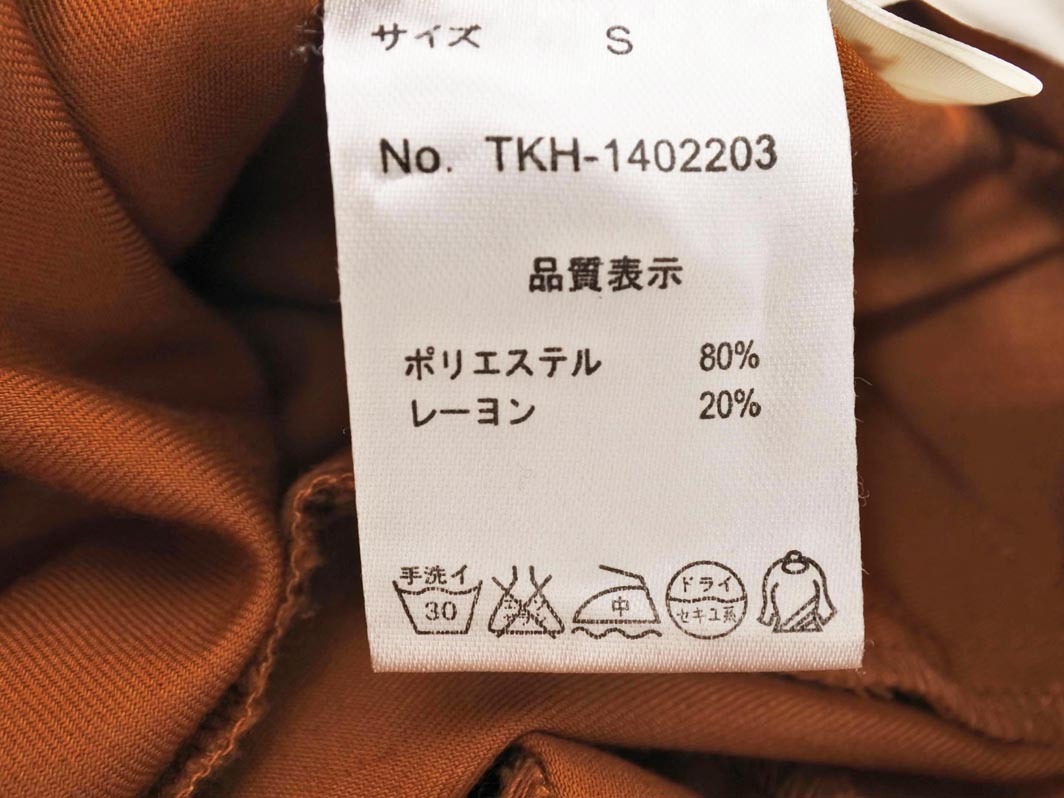 サイズ S
No. TKH-1402203
品質表示
ポリエステル 80%
レーヨン 20%
手洗イ
30
中
ドライ
セキユ系